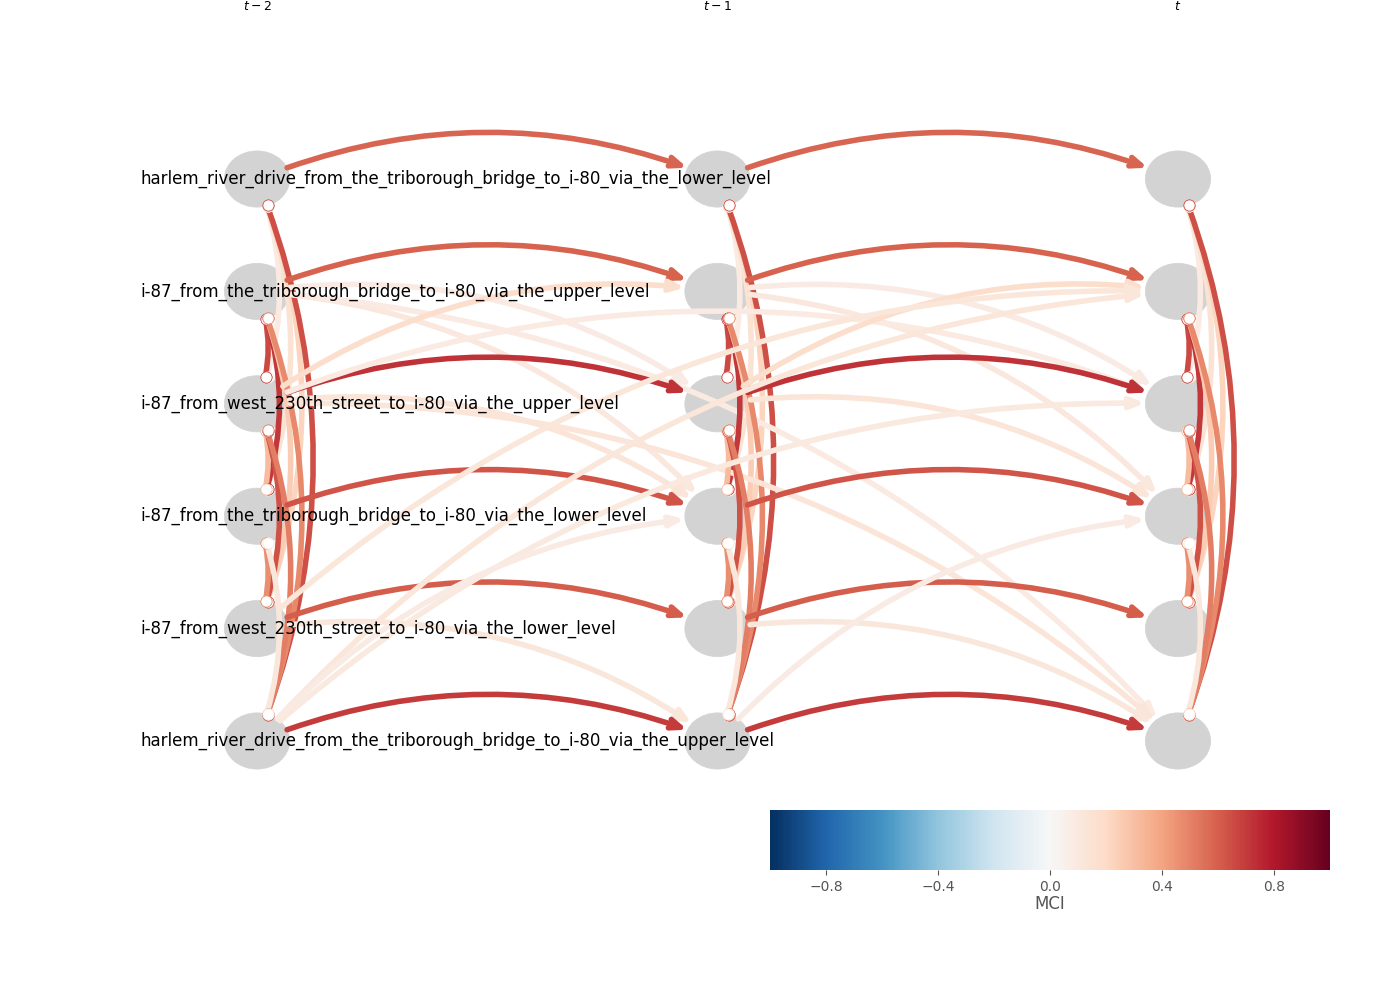 t − 2 t − 1 t
harlem_river_drive_from_the_triborough_bridge_to_i-80_via_the_lower_level
i-87_from_the_triborough_bridge_to_i-80_via_the_upper_level
i-87_from_west_230th_street_to_i-80_via_the_upper_level
i-87_from_the_triborough_bridge_to_i-80_via_the_lower_level
i-87_from_west_230th_street_to_i-80_via_the_lower_level
harlem_river_drive_from_the_triborough_bridge_to_i-80_via_the_upper_level
−0.8 −0.4 0.0 0.4 0.8
MCI